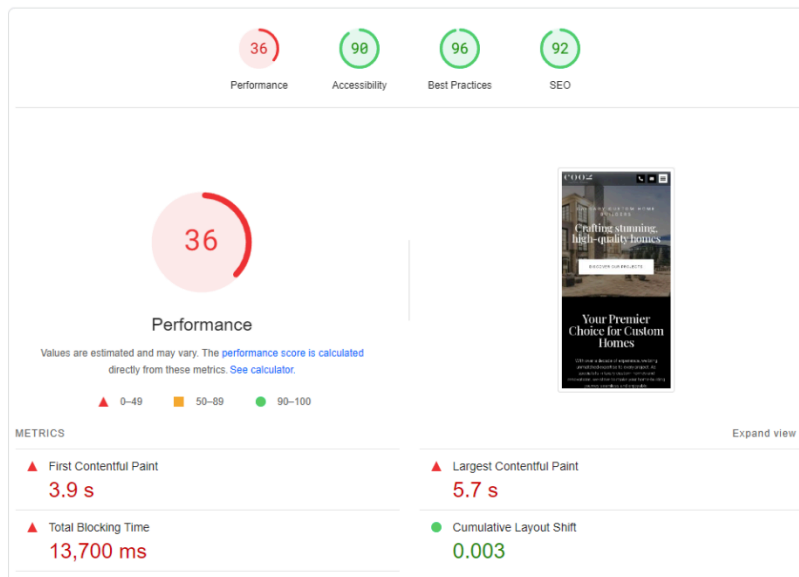 36
90
96
92
Performance
Accessibility
Best Practices
SEO
36
Performance
Values are estimated and may vary. The performance score is calculated
directly from these metrics. See calculator.
0–49
50–89
90–100
Crafting stunning,
high-quality homes
DISCOVER OUR PROJECTS
Your Premier
Choice for Custom
Homes
METRICS
Expand view
First Contentful Paint
3.9 s
Largest Contentful Paint
5.7 s
Total Blocking Time
13,700 ms
Cumulative Layout Shift
0.003